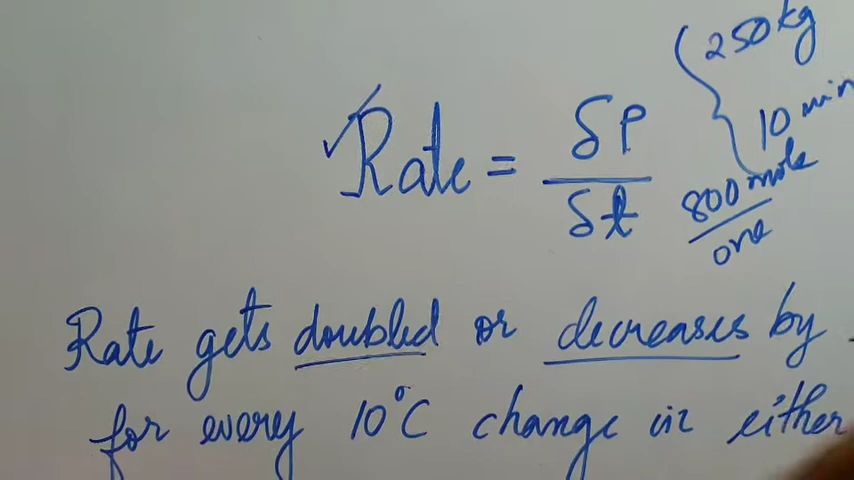 250 kg
10 min
✓Rate = δP/δt
800 mole/one
Rate gets doubled or decreases by
for every 10°C change in either